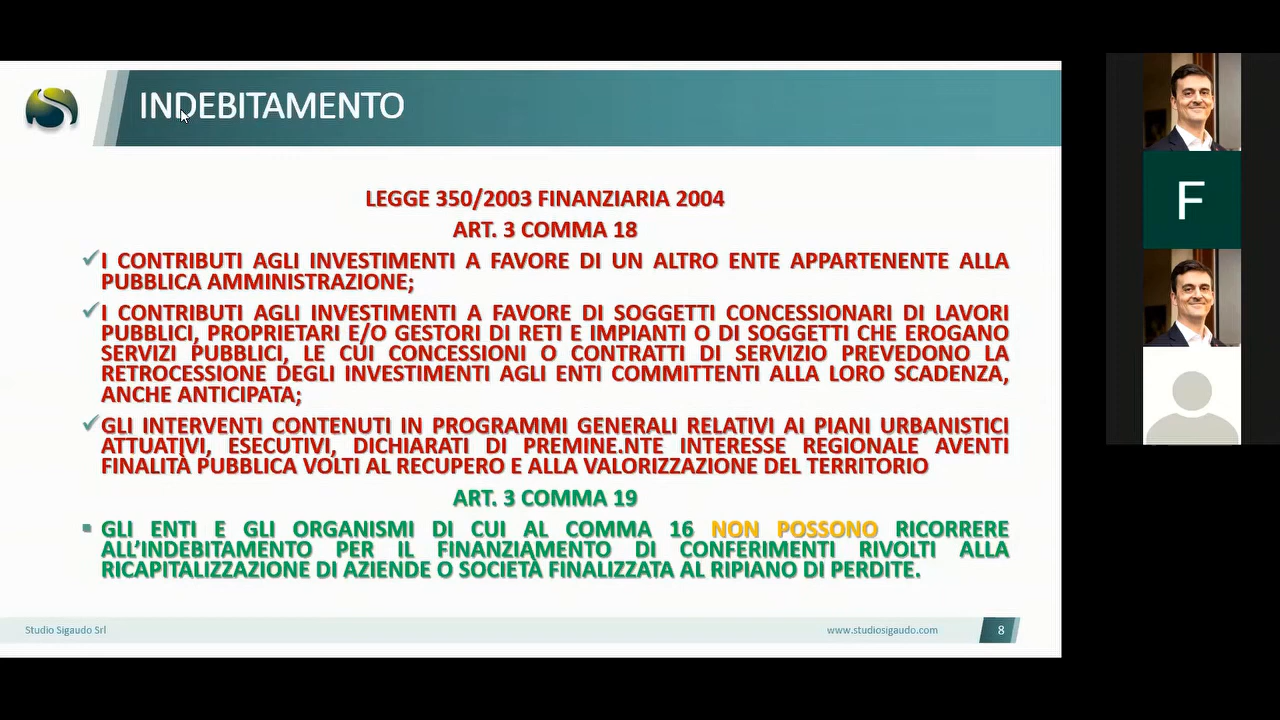 INDEBITAMENTO
LEGGE 350/2003 FINANZIARIA 2004
ART. 3 COMMA 18
I CONTRIBUTI AGLI INVESTIMENTI A FAVORE DI UN ALTRO ENTE APPARTENENTE ALLA
PUBBLICA AMMINISTRAZIONE;
I CONTRIBUTI AGLI INVESTIMENTI A FAVORE DI SOGGETTI CONCESSIONARI DI LAVORI
PUBBLICI, PROPRIETARI E/O GESTORI DI RETI E IMPIANTI O DI SOGGETTI CHE EROGANO
SERVIZI PUBBLICI, LE CUI CONCESSIONI O CONTRATTI DI SERVIZIO PREVEDONO LA
RETROCESSIONE DEGLI INVESTIMENTI AGLI ENTI COMMITTENTI ALLA LORO SCADENZA,
ANCHE ANTICIPATA;
GLI INTERVENTI CONTENUTI IN PROGRAMMI GENERALI RELATIVI AI PIANI URBANISTICI
ATTUATIVI, ESECUTIVI, DICHIARATI DI PREMINE.NTE INTERESSE REGIONALE AVENTI
FINALITÀ PUBBLICA VOLTI AL RECUPERO E ALLA VALORIZZAZIONE DEL TERRITORIO
ART. 3 COMMA 19
GLI ENTI E GLI ORGANISMI DI CUI AL COMMA 16 NON POSSONO RICORRERE
ALL'INDEBITAMENTO PER IL FINANZIAMENTO DI CONFERIMENTI RIVOLTI ALLA
RICAPITALIZZAZIONE DI AZIENDE O SOCIETÀ FINALIZZATA AL RIPIANO DI PERDITE.
Studio Sigaudo Srl
www.studiosigaudo.com
8
F